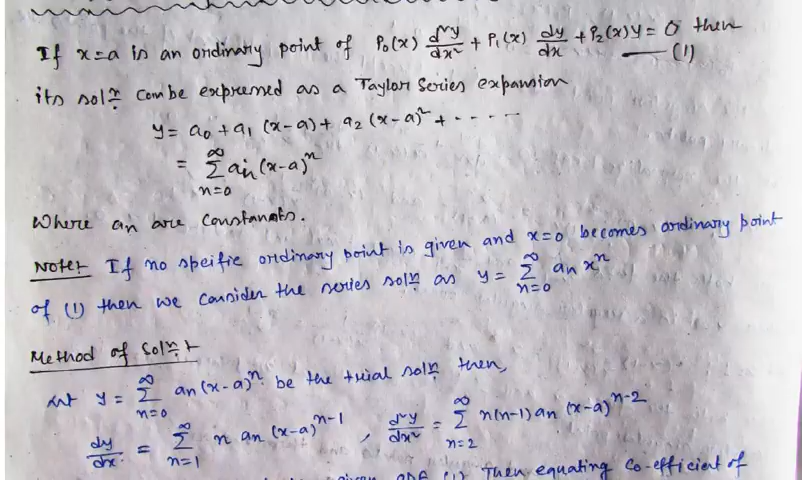 If x=a is an ordinary point of P₀(x) d²y/dx² + P₁(x) dy/dx + P₂(x)y = 0 then
—— (1)
its solⁿ. can be expressed as a Taylor Series expansion
y = a₀ + a₁ (x-a) + a₂ (x-a)² + - - - - -
= ∞ Σ n=0 aₙ (x-a)ⁿ
Where an are Constants.
Note:- If no speific ordinary point is given and x=0 becomes ordinary point
of (1) then we consider the series solⁿ as y = ∞ Σ n=0 an xⁿ
Method of Solⁿ:-
Let y = ∞ Σ n=0 an (x-a)ⁿ be the trial solⁿ. then,
dy/dx = ∞ Σ n=1 n an (x-a)ⁿ⁻¹ , d²y/dx² = ∞ Σ n=2 n(n-1) an (x-a)ⁿ⁻²
given ODE (1) Then equating Co-efficient of